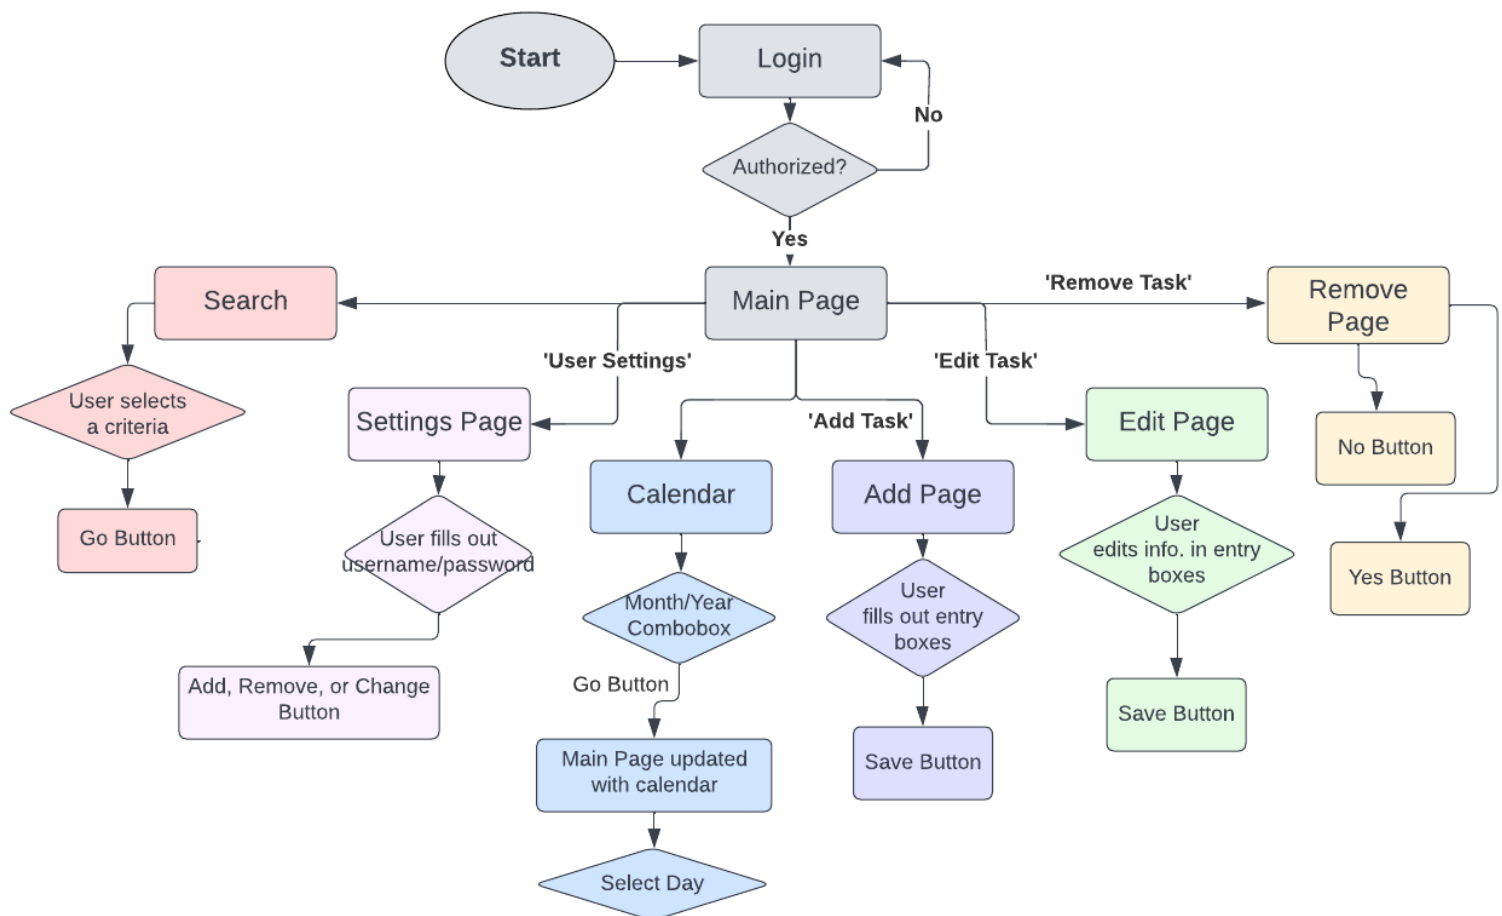 Start
Login
No
Authorized?
Yes
Search
Main Page
'Remove Task'
Remove
Page
'User Settings'
'Edit Task'
User selects
a criteria
Settings Page
'Add Task'
Edit Page
No Button
Calendar
Add Page
Go Button
User fills out
username/password
User
edits info. in entry
boxes
Yes Button
Month/Year
Combobox
User
fills out entry
boxes
Go Button
Add, Remove, or Change
Button
Save Button
Main Page updated
with calendar
Save Button
Select Day